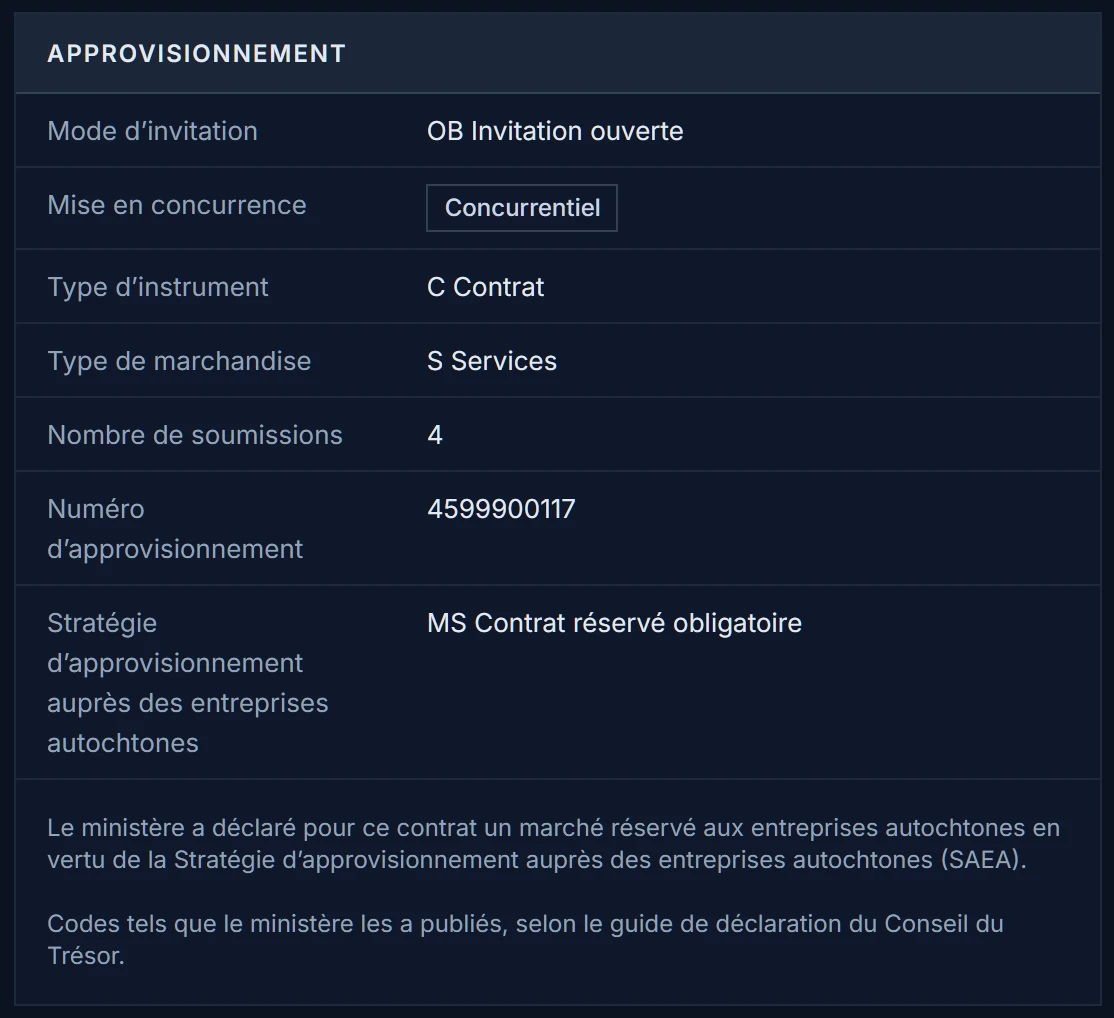 APPROVISIONNEMENT
Mode d’invitation
OB Invitation ouverte
Mise en concurrence
Concurrentiel
Type d’instrument
C Contrat
Type de marchandise
S Services
Nombre de soumissions
4
Numéro
d’approvisionnement
4599900117
Stratégie
d’approvisionnement
auprès des entreprises
autochtones
MS Contrat réservé obligatoire
Le ministère a déclaré pour ce contrat un marché réservé aux entreprises autochtones en
vertu de la Stratégie d’approvisionnement auprès des entreprises autochtones (SAEA).
Codes tels que le ministère les a publiés, selon le guide de déclaration du Conseil du
Trésor.